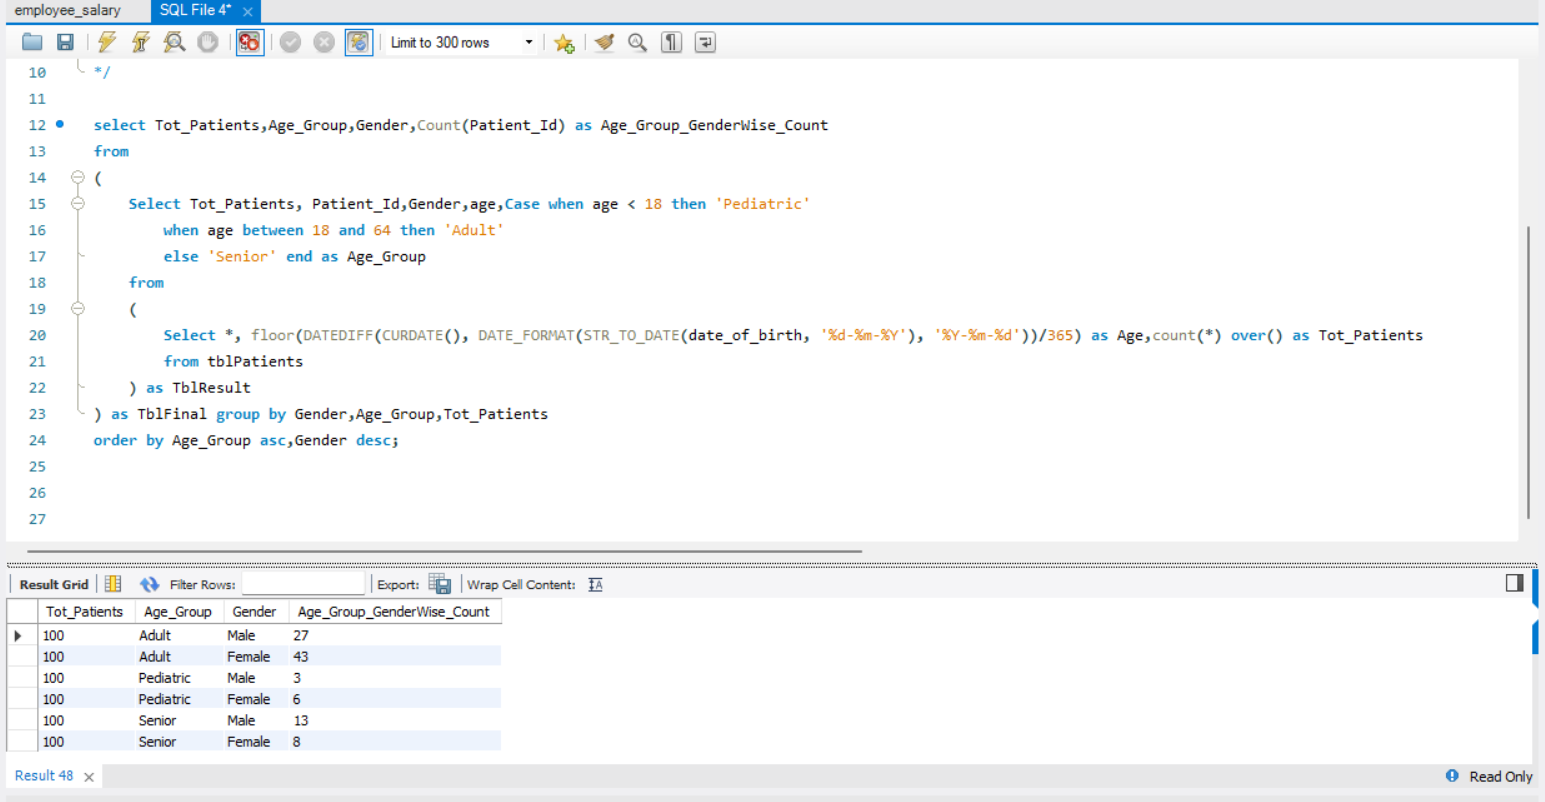 employee_salary SQL File 4* ×
Limit to 300 rows
10 */
11
12 select Tot_Patients,Age_Group,Gender,Count(Patient_Id) as Age_Group_GenderWise_Count
13 from
14 (
15 Select Tot_Patients, Patient_Id,Gender,age,Case when age < 18 then 'Pediatric'
16 when age between 18 and 64 then 'Adult'
17 else 'Senior' end as Age_Group
18 from
19 (
20 Select *, floor(DATEDIFF(CURDATE(), DATE_FORMAT(STR_TO_DATE(date_of_birth, '%d-%m-%Y'), '%Y-%m-%d'))/365) as Age,count(*) over() as Tot_Patients
21 from tblPatients
22 ) as TblResult
23 ) as TblFinal group by Gender,Age_Group,Tot_Patients
24 order by Age_Group asc,Gender desc;
25
26
27
Result Grid Filter Rows: Export: Wrap Cell Content: IA
Tot_Patients Age_Group Gender Age_Group_GenderWise_Count
100 Adult Male 27
100 Adult Female 43
100 Pediatric Male 3
100 Pediatric Female 6
100 Senior Male 13
100 Senior Female 8
Result 48 × Read Only